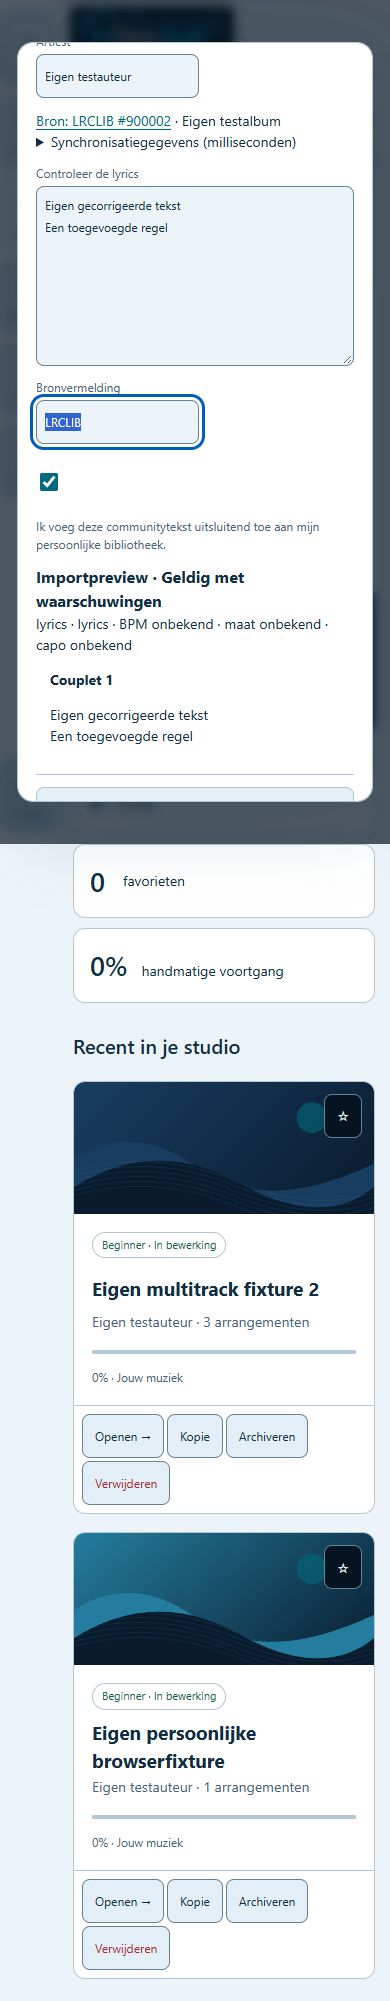 Artiest
Eigen testauteur
Bron: LRCLIB #900002 · Eigen testalbum
▶ Synchronisatiegegevens (milliseconden)
Controleer de lyrics
Eigen gecorrigeerde tekst
Een toegevoegde regel
Bronvermelding
LRCLIB
Ik voeg deze communitytekst uitsluitend toe aan mijn
persoonlijke bibliotheek.
Importpreview · Geldig met
waarschuwingen
lyrics · lyrics · BPM onbekend · maat onbekend ·
capo onbekend
Couplet 1
Eigen gecorrigeerde tekst
Een toegevoegde regel
0 favorieten
0% handmatige voortgang
Recent in je studio
Beginner · In bewerking
Eigen multitrack fixture 2
Eigen testauteur · 3 arrangementen
0% · Jouw muziek
Openen → Kopie Archiveren
Verwijderen
Beginner · In bewerking
Eigen persoonlijke
browserfixture
Eigen testauteur · 1 arrangementen
0% · Jouw muziek
Openen → Kopie Archiveren
Verwijderen